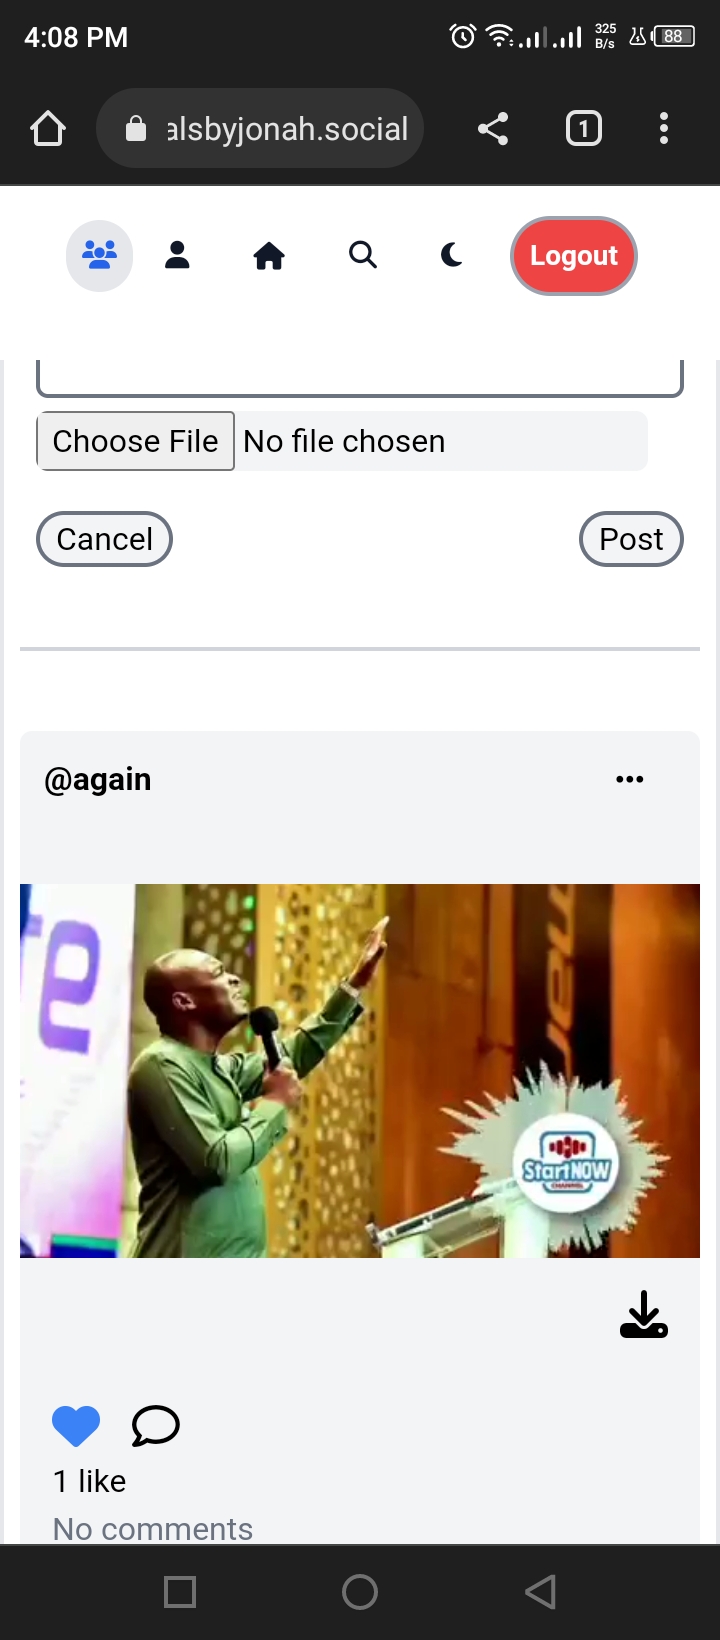 4:08 PM
325
B/s
88
alsbyjonah.social
1
Logout
Choose File No file chosen
Cancel
Post
@again
StartNOW
CHANNEL
1 like
No comments